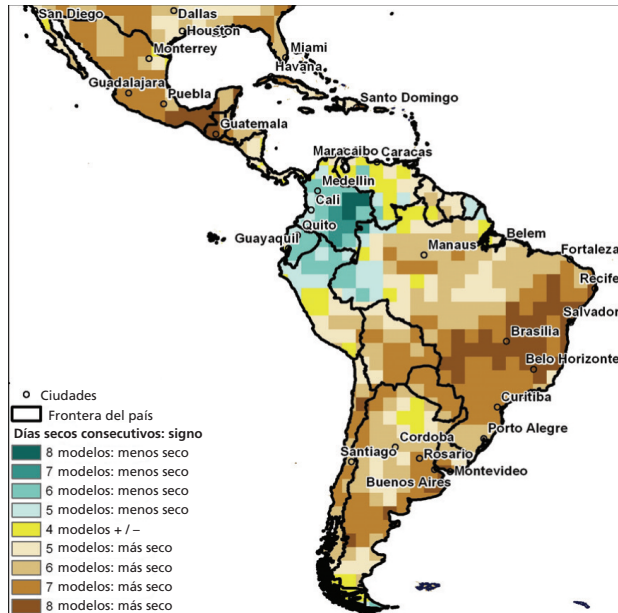 San Diego
Dallas
Houston
Monterrey
Miami
Havana
Guadalajara
Puebla
Santo Domingo
Guatemala
Maracaibo
Caracas
Medellin
Cali
Quito
Guayaquil
Manaus
Belem
Fortaleza
Recife
Salvador
Brasilia
Belo Horizonte
Curitiba
Porto Alegre
Cordoba
Santiago
Rosario
Montevideo
Buenos Aires
Ciudades
Frontera del país
Días secos consecutivos: signo
8 modelos: menos seco
7 modelos: menos seco
6 modelos: menos seco
5 modelos: menos seco
4 modelos + / –
5 modelos: más seco
6 modelos: más seco
7 modelos: más seco
8 modelos: más seco